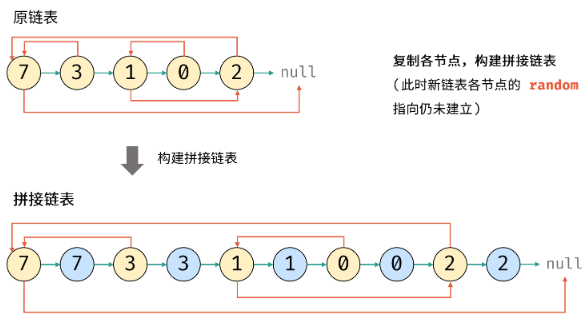 原链表
7 3 1 0 2 null
复制各节点，构建拼接链表
（此时新链表各节点的 random
指向仍未建立）
构建拼接链表
拼接链表
7 7 3 3 1 1 0 0 2 2 null